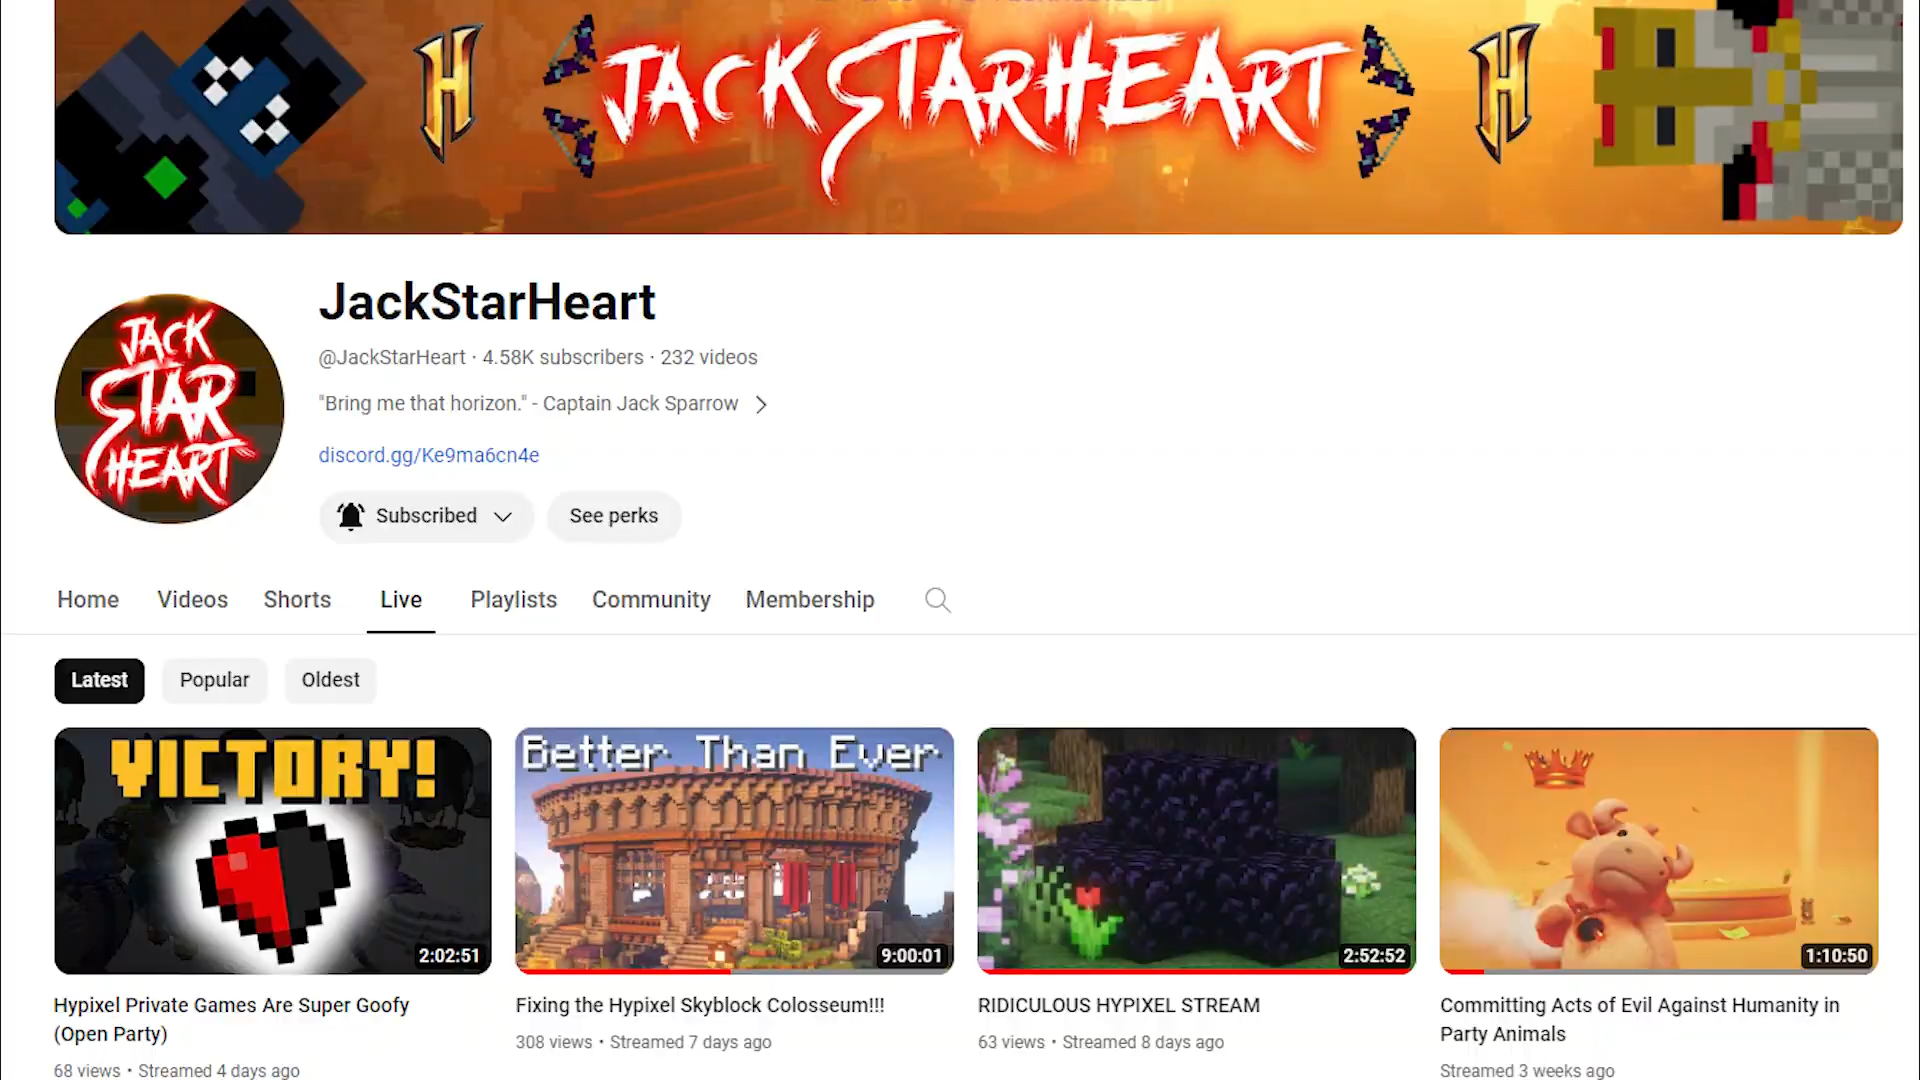 H JACKSTARHEART H
JACK
STAR
HEART
JackStarHeart
@JackStarHeart · 4.58K subscribers · 232 videos
"Bring me that horizon." - Captain Jack Sparrow
discord.gg/Ke9ma6cn4e
Subscribed See perks
Home Videos Shorts Live Playlists Community Membership
Latest Popular Oldest
VICTORY!
2:02:51
Better Than Ever
9:00:01
2:52:52
1:10:50
Hypixel Private Games Are Super Goofy
(Open Party)
68 views • Streamed 4 days ago
Fixing the Hypixel Skyblock Colosseum!!!
308 views • Streamed 7 days ago
RIDICULOUS HYPIXEL STREAM
63 views • Streamed 8 days ago
Committing Acts of Evil Against Humanity in
Party Animals
Streamed 3 weeks ago